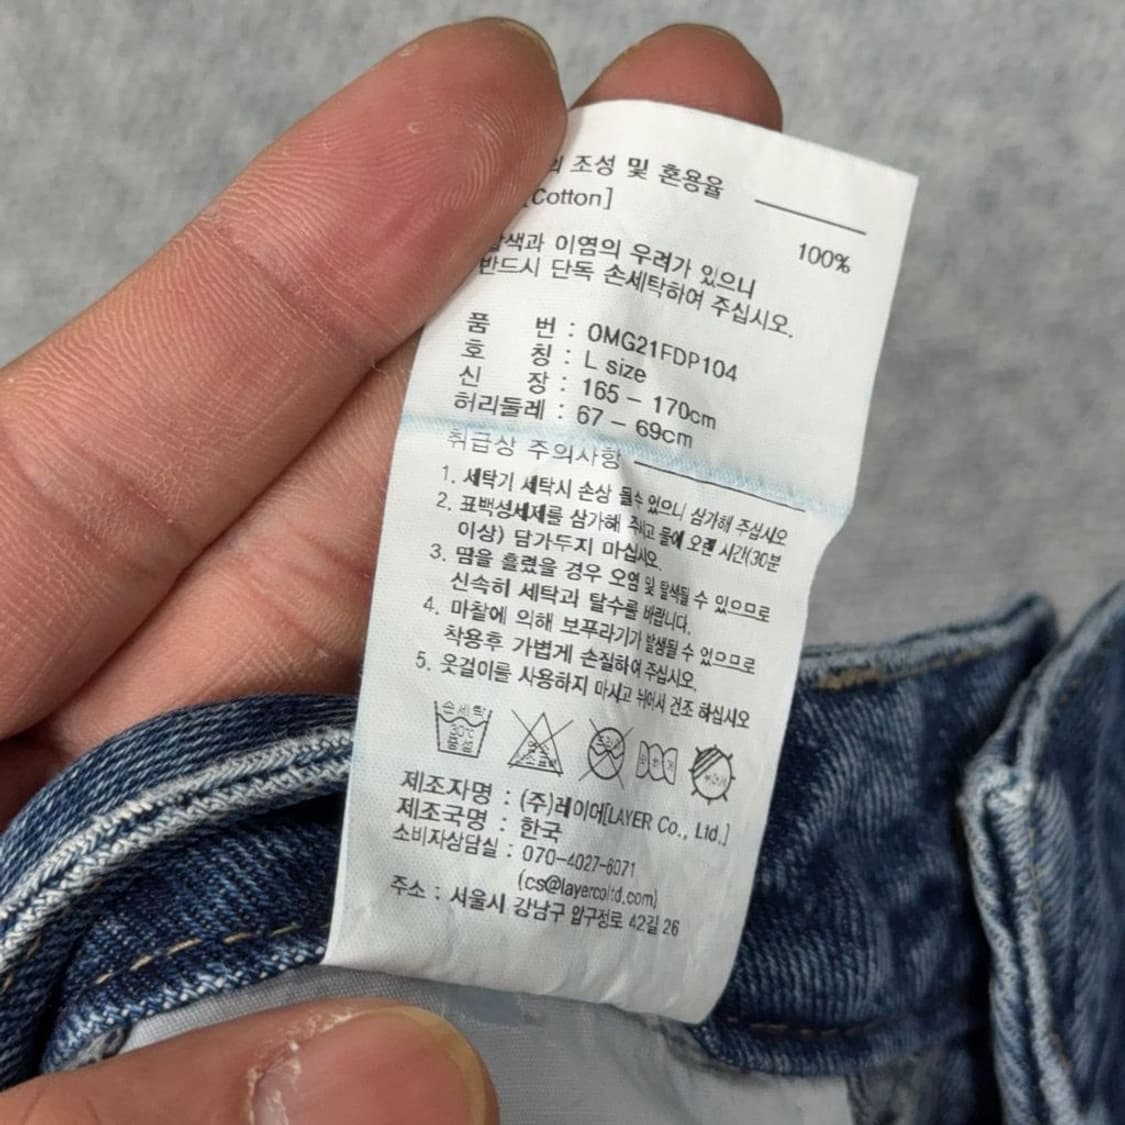 의 조성 및 혼용율
[Cotton]
100%
색과 이염의 우려가 있으니
반드시 단독 손세탁하여 주십시오.
품 번 : OMG21FDP104
호 칭 : L size
신 장 : 165 - 170cm
허리둘레 : 67 - 69cm
취급상 주의사항
1. 세탁기 세탁시 손상 될수 있으니 삼가해 주십시오
2. 표백성세제를 삼가해 주시고 물에 오랜 시간(30분
이상) 담가두지 마십시오.
3. 땀을 흘렸을 경우 오염 및 탈색될 수 있으므로
신속히 세탁과 탈수를 바랍니다.
4. 마찰에 의해 보푸라기가 발생될 수 있으므로
착용후 가볍게 손질하여 주십시오.
5. 옷걸이를 사용하지 마시고 뉘어서 건조 하십시오
손세탁
30℃
중성
제조자명 : (주)레이어[LAYER Co., Ltd.]
제조국명 : 한국
소비자상담실 : 070-4027-6071
(cs@layercoltd.com)
주소 : 서울시 강남구 압구정로 42길 26